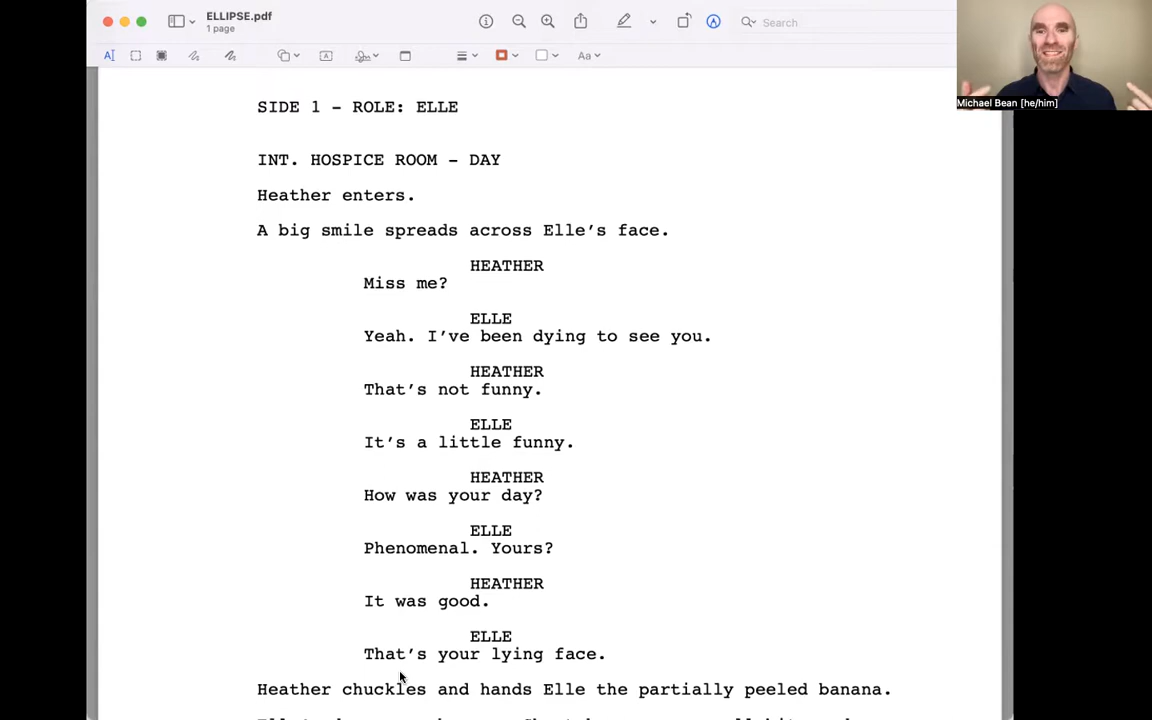 ELLIPSE.pdf
1 page
Search
Aa
Michael Bean [he/him]
SIDE 1 - ROLE: ELLE
INT. HOSPICE ROOM - DAY
Heather enters.
A big smile spreads across Elle's face.
HEATHER
Miss me?
ELLE
Yeah. I've been dying to see you.
HEATHER
That's not funny.
ELLE
It's a little funny.
HEATHER
How was your day?
ELLE
Phenomenal. Yours?
HEATHER
It was good.
ELLE
That's your lying face.
Heather chuckles and hands Elle the partially peeled banana.